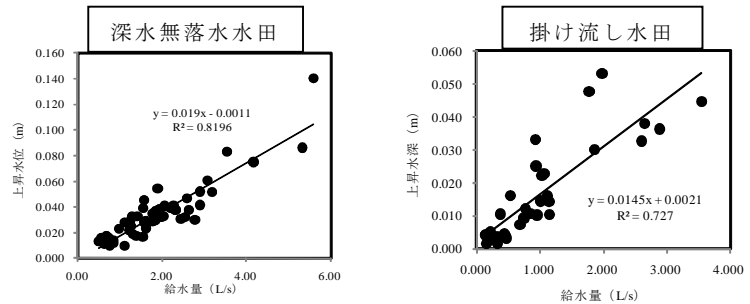 深水無落水水田
0.160
0.140
0.120
0.100
0.080
0.060
0.040
0.020
0.000
上昇水位 (m)
y = 0.019x - 0.0011
R² = 0.8196
0.00
2.00
4.00
6.00
給水量 (L/s)
掛け流し水田
0.060
0.050
0.040
0.030
0.020
0.010
0.000
上昇水深 (m)
y = 0.0145x + 0.0021
R² = 0.727
0.000
1.000
2.000
3.000
4.000
給水量 (L/s)